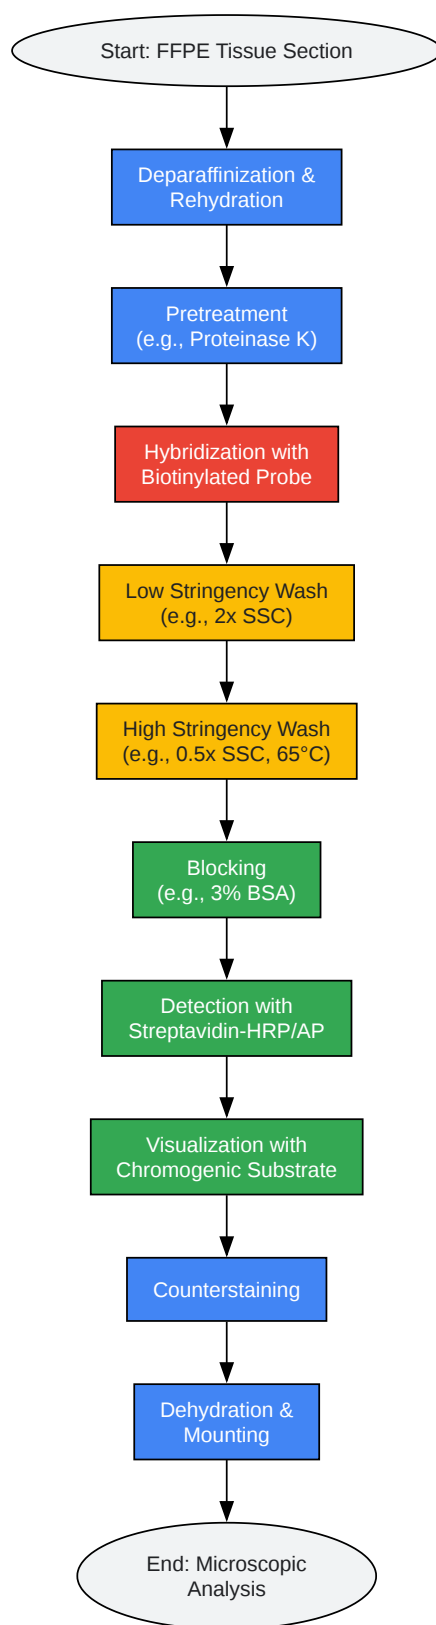 Start: FFPE Tissue Section
Deparaffinization &
Rehydration
Pretreatment
(e.g., Proteinase K)
Hybridization with
Biotinylated Probe
Low Stringency Wash
(e.g., 2x SSC)
High Stringency Wash
(e.g., 0.5x SSC, 65°C)
Blocking
(e.g., 3% BSA)
Detection with
Streptavidin-HRP/AP
Visualization with
Chromogenic Substrate
Counterstaining
Dehydration &
Mounting
End: Microscopic
Analysis